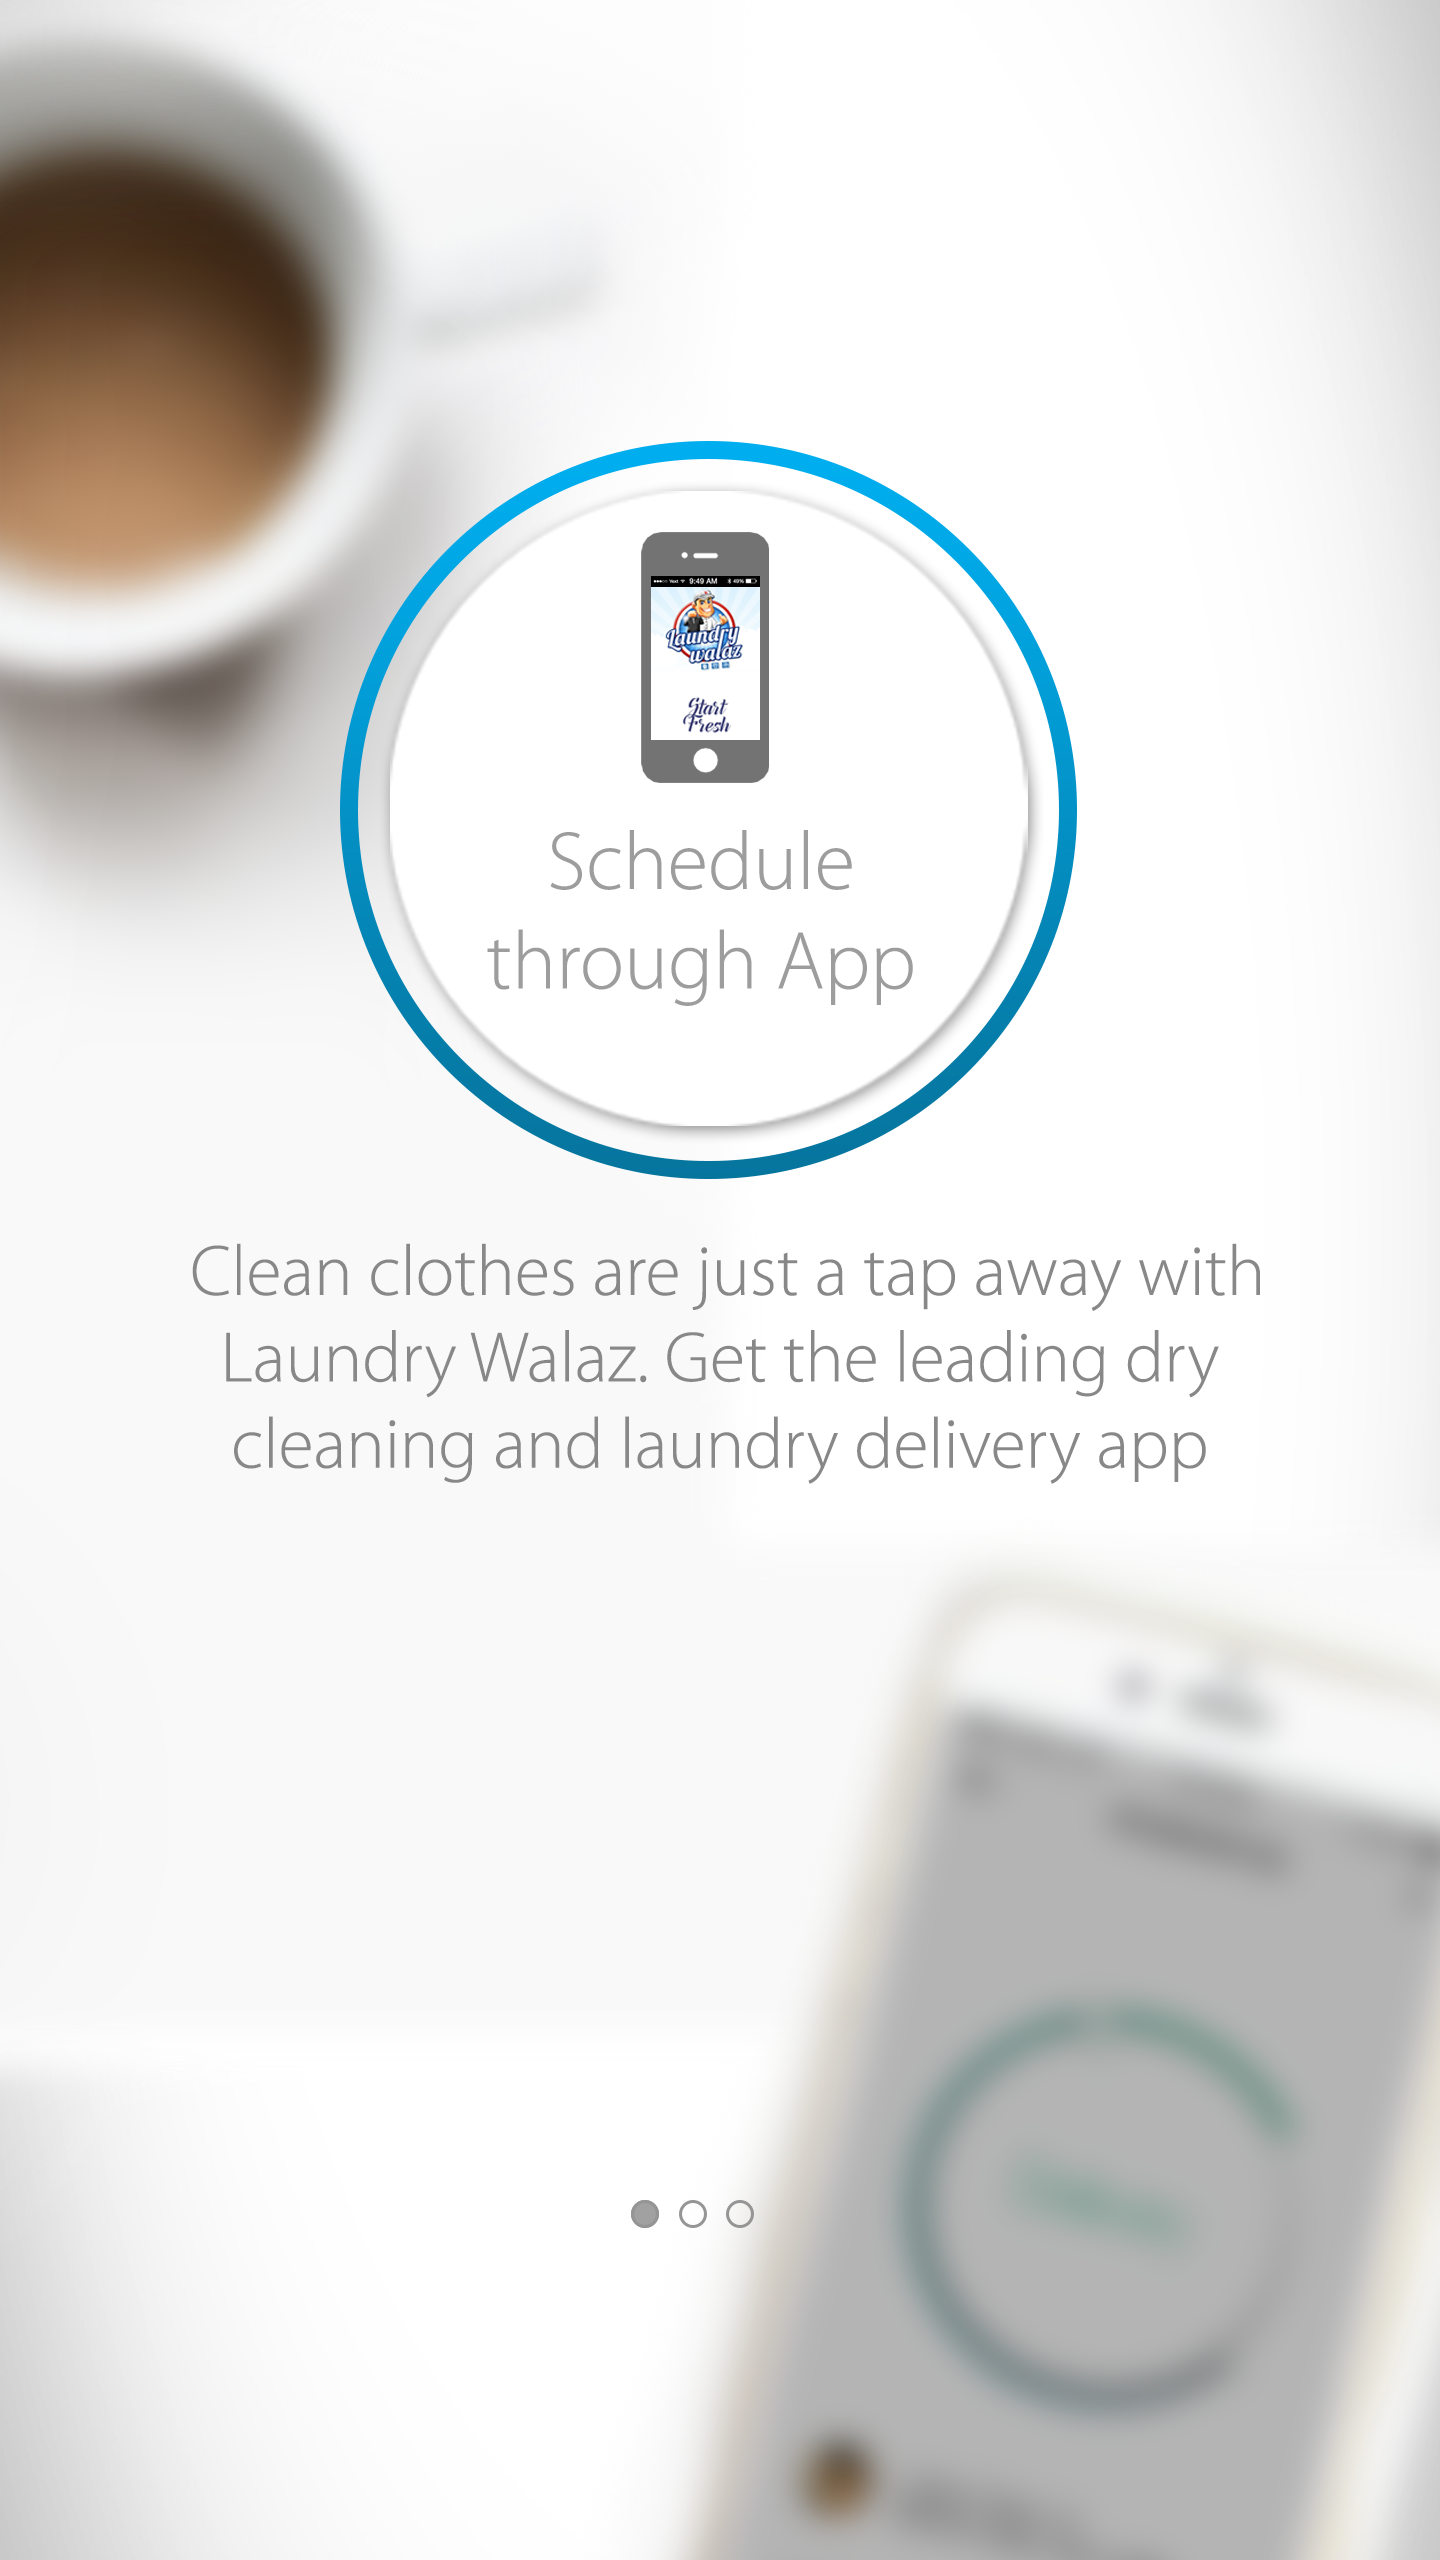 9:49 AM
49%
Laundry
walaz
Start
Fresh
Schedule
through App
Clean clothes are just a tap away with
Laundry Walaz. Get the leading dry
cleaning and laundry delivery app